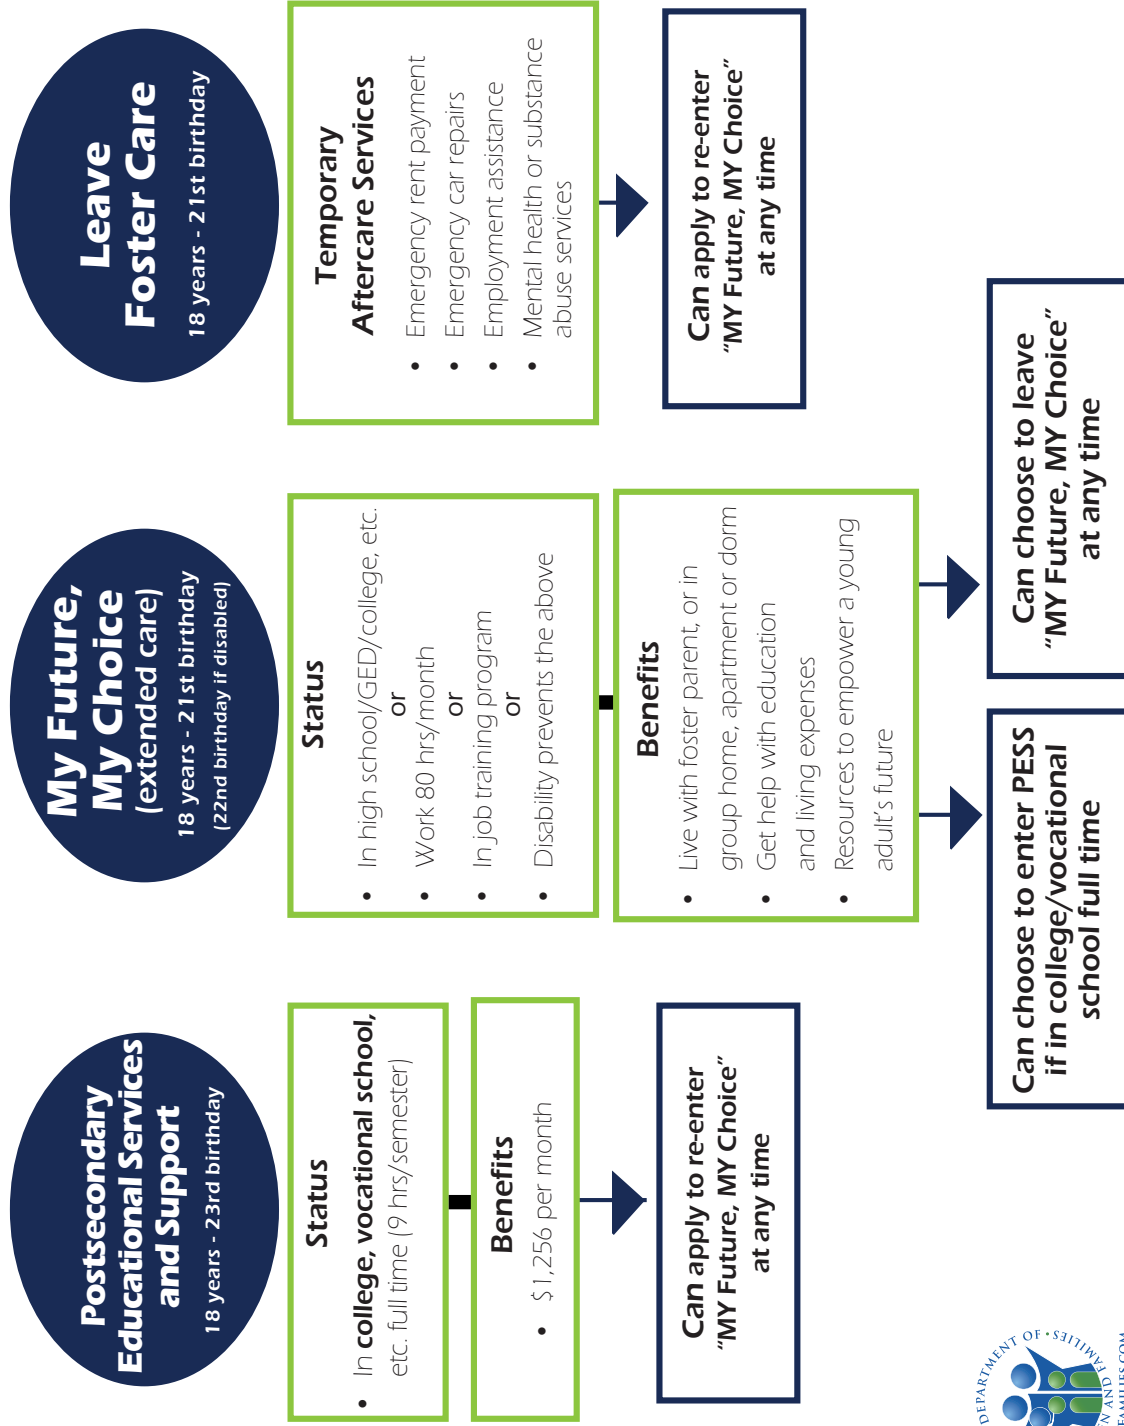 Postsecondary
Educational Services
and Support
18 years - 23rd birthday
Status
• In college, vocational school,
etc. full time (9 hrs/semester)
Benefits
• $1,256 per month
Can apply to re-enter
“MY Future, MY Choice”
at any time
My Future,
My Choice
(extended care)
18 years - 21st birthday
(22nd birthday if disabled)
Status
• In high school/GED/college, etc.
or
• Work 80 hrs/month
or
• In job training program
or
• Disability prevents the above
Benefits
• Live with foster parent, or in
group home, apartment or dorm
• Get help with education
and living expenses
• Resources to empower a young
adult’s future
Can choose to enter PESS
if in college/vocational
school full time
Can choose to leave
“MY Future, MY Choice”
at any time
Leave
Foster Care
18 years - 21st birthday
Temporary
Aftercare Services
• Emergency rent payment
• Emergency car repairs
• Employment assistance
• Mental health or substance
abuse services
Can apply to re-enter
“MY Future, MY Choice”
at any time
DEPARTMENT OF
AND FAMILIES
FAMILIES.COM